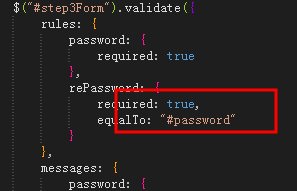 $("#step3Form").validate({
rules: {
password: {
required: true
},
rePassword: {
required: true,
equalTo: "#password"
}
},
messages: {
password: {